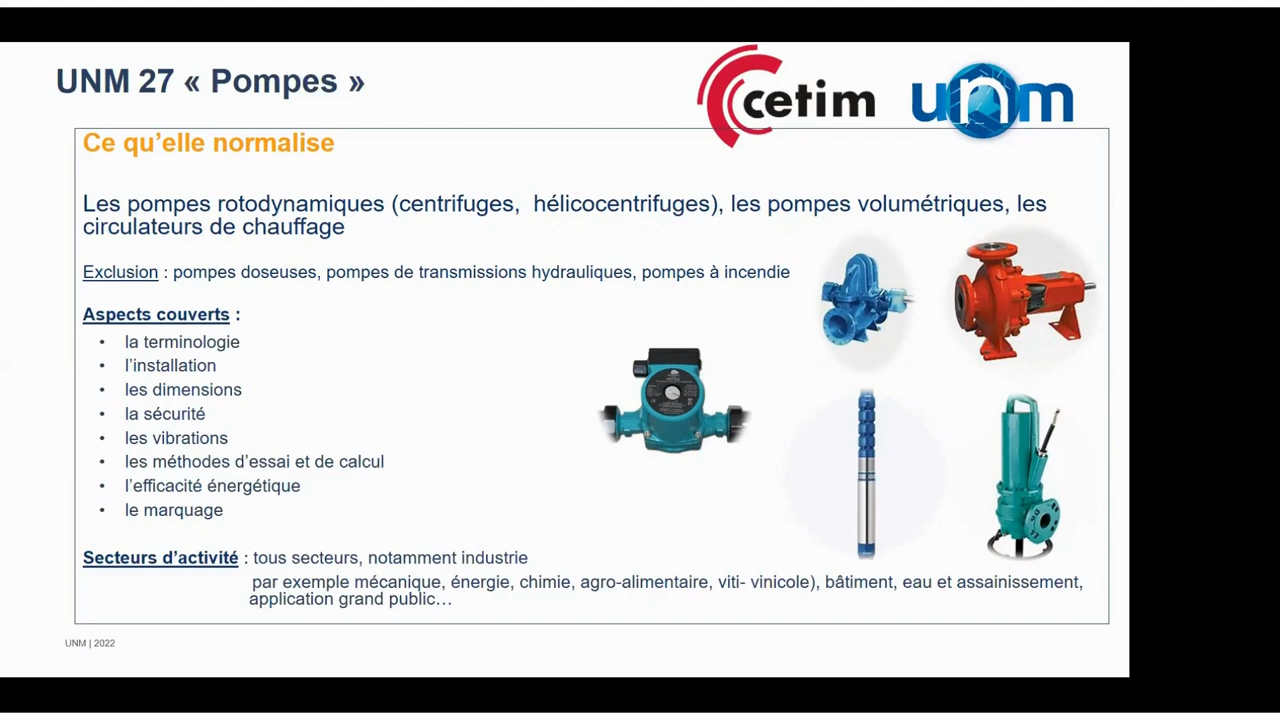 UNM 27 « Pompes »
cetim
unm
Ce qu’elle normalise
Les pompes rotodynamiques (centrifuges, hélicocentrifuges), les pompes volumétriques, les
circulateurs de chauffage
Exclusion : pompes doseuses, pompes de transmissions hydrauliques, pompes à incendie
Aspects couverts :
• la terminologie
• l’installation
• les dimensions
• la sécurité
• les vibrations
• les méthodes d’essai et de calcul
• l’efficacité énergétique
• le marquage
Secteurs d’activité : tous secteurs, notamment industrie
par exemple mécanique, énergie, chimie, agro-alimentaire, viti- vinicole), bâtiment, eau et assainissement,
application grand public…
UNM | 2022